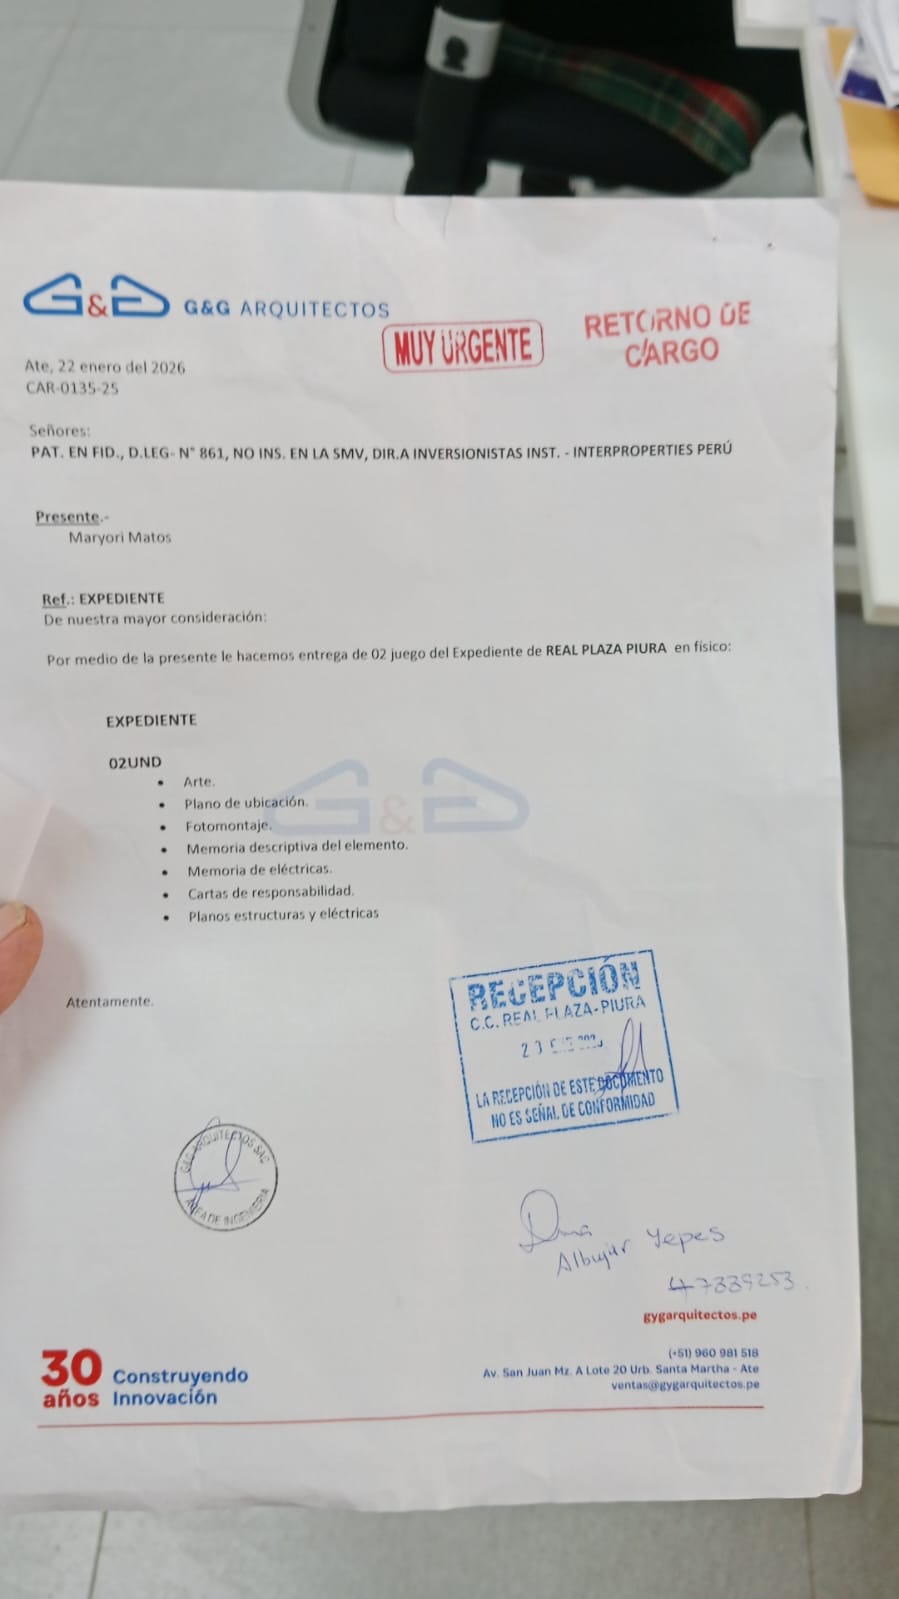 G&G G&G ARQUITECTOS
MUY URGENTE
RETORNO DE
CARGO
Ate, 22 enero del 2026
CAR-0135-25
Señores:
PAT. EN FID., D.LEG- N° 861, NO INS. EN LA SMV, DIR.A INVERSIONISTAS INST. - INTERPROPERTIES PERÚ
Presente.-
Maryori Matos
Ref.: EXPEDIENTE
De nuestra mayor consideración:
Por medio de la presente le hacemos entrega de 02 juego del Expediente de REAL PLAZA PIURA en físico:
EXPEDIENTE
02UND
• Arte.
• Plano de ubicación.
• Fotomontaje.
• Memoria descriptiva del elemento.
• Memoria de eléctricas.
• Cartas de responsabilidad.
• Planos estructuras y eléctricas
G&G
Atentamente.
RECEPCIÓN
C.C. REAL PLAZA-PIURA
LA RECEPCIÓN DE ESTE DOCUMENTO
NO ES SEÑAL DE CONFORMIDAD
G&G ARQUITECTOS SAC
AREA DE INGENIERIA
Albujar Yepes
47339253
gygarquitectos.pe
30 años Construyendo Innovación
(+51) 960 981 518
Av. San Juan Mz. A Lote 20 Urb. Santa Martha - Ate
ventas@gygarquitectos.pe